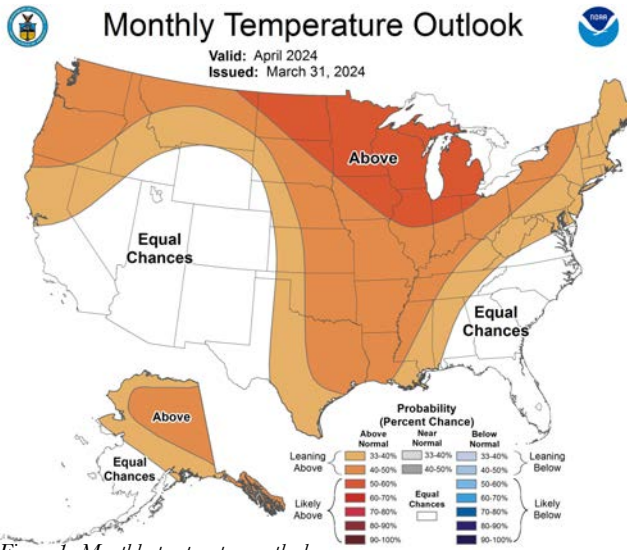 Monthly Temperature Outlook
NOAA
Valid: April 2024
Issued: March 31, 2024
Above
Equal
Chances
Equal
Chances
Above
Equal
Chances
Probability
(Percent Chance)
Above Normal
Near Normal
Below Normal
Leaning Above
33-40%
33-40%
33-40%
Leaning Below
40-50%
40-50%
40-50%
Likely Above
50-60%
Equal Chances
50-60%
Likely Below
60-70%
60-70%
70-80%
70-80%
80-90%
80-90%
90-100%
90-100%